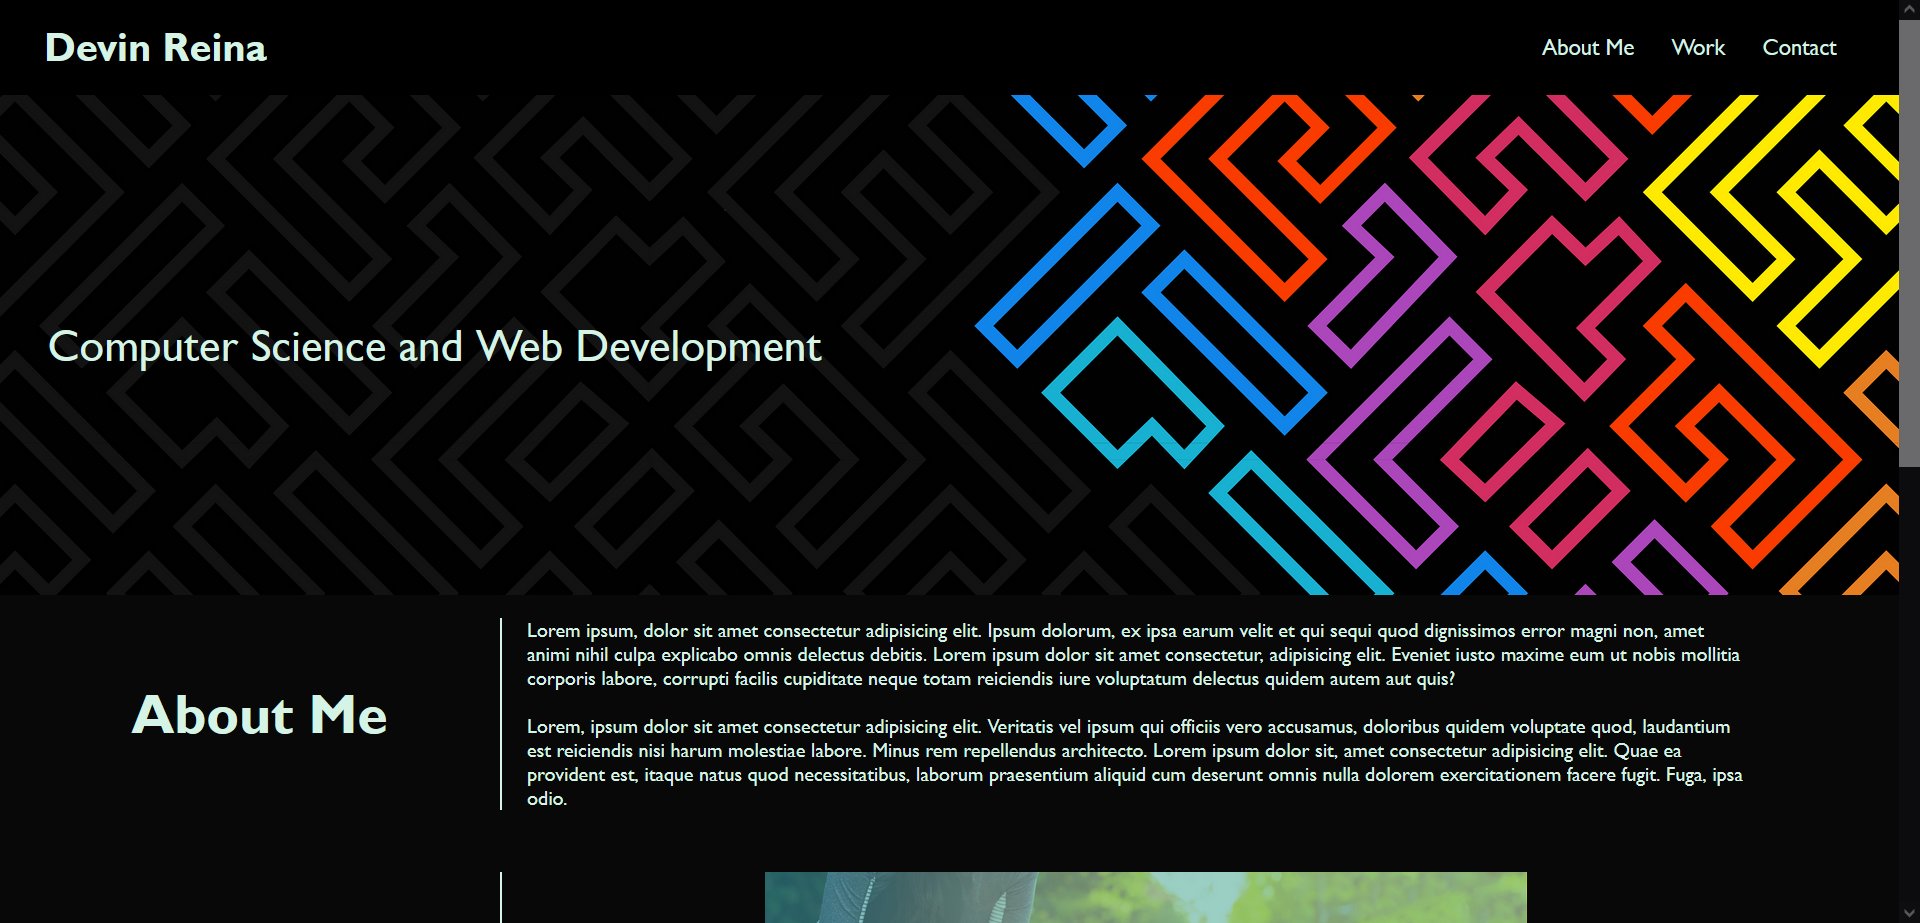 Devin Reina
About Me Work Contact
Computer Science and Web Development
About Me
Lorem ipsum, dolor sit amet consectetur adipisicing elit. Ipsum dolorum, ex ipsa earum velit et qui sequi quod dignissimos error magni non, amet
animi nihil culpa explicabo omnis delectus debitis. Lorem ipsum dolor sit amet consectetur, adipisicing elit. Eveniet iusto maxime eum ut nobis mollitia
corporis labore, corrupti facilis cupiditate neque totam reiciendis iure voluptatum delectus quidem autem aut quis?
Lorem, ipsum dolor sit amet consectetur adipisicing elit. Veritatis vel ipsum qui officiis vero accusamus, doloribus quidem voluptate quod, laudantium
est reiciendis nisi harum molestiae labore. Minus rem repellendus architecto. Lorem ipsum dolor sit, amet consectetur adipisicing elit. Quae ea
provident est, itaque natus quod necessitatibus, laborum praesentium aliquid cum deserunt omnis nulla dolorem exercitationem facere fugit. Fuga, ipsa
odio.